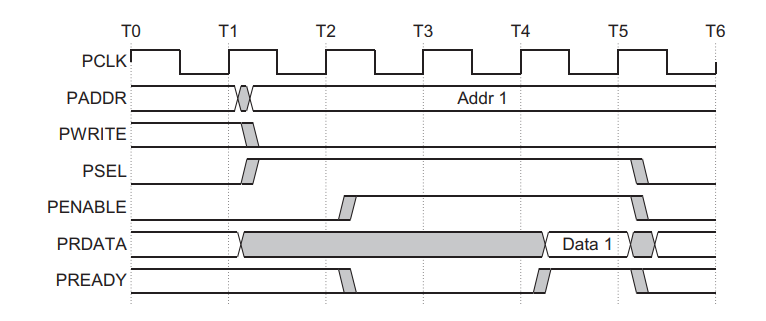 T0 T1 T2 T3 T4 T5 T6
PCLK
PADDR Addr 1
PWRITE
PSEL
PENABLE
PRDATA Data 1
PREADY